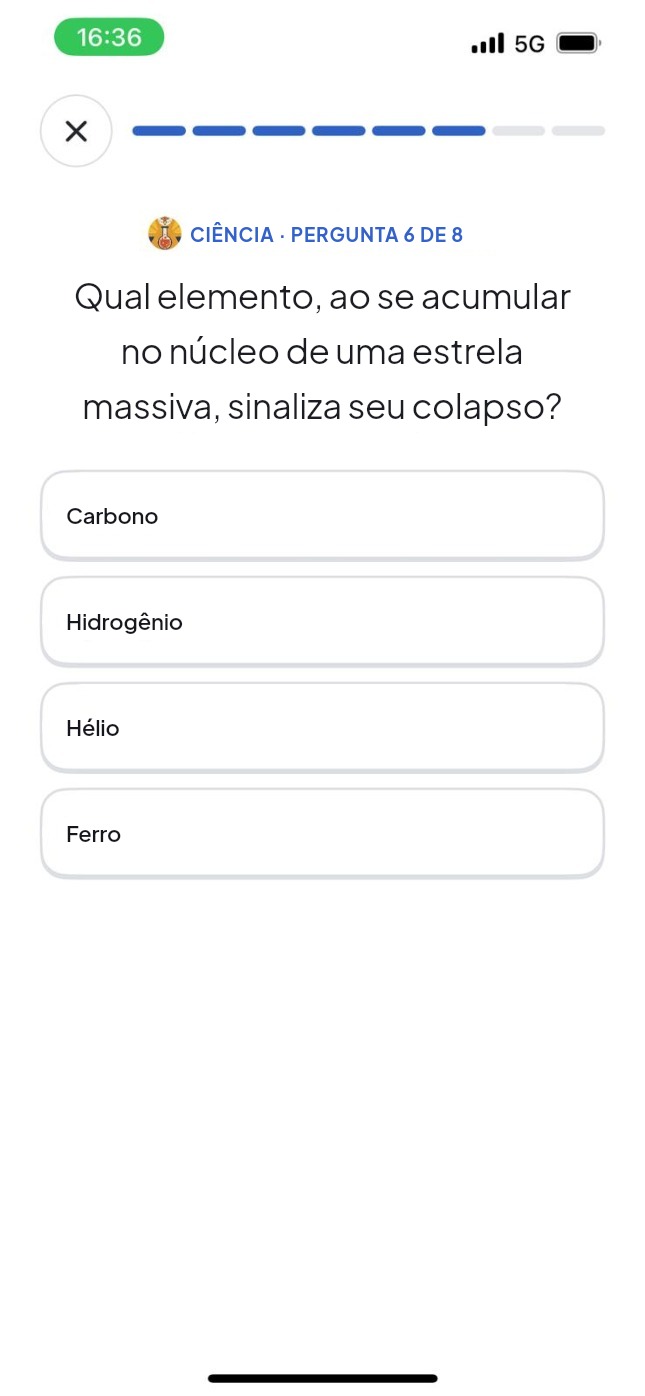 16:36
5G
CIÊNCIA · PERGUNTA 6 DE 8
Qual elemento, ao se acumular
no núcleo de uma estrela
massiva, sinaliza seu colapso?
Carbono
Hidrogênio
Hélio
Ferro